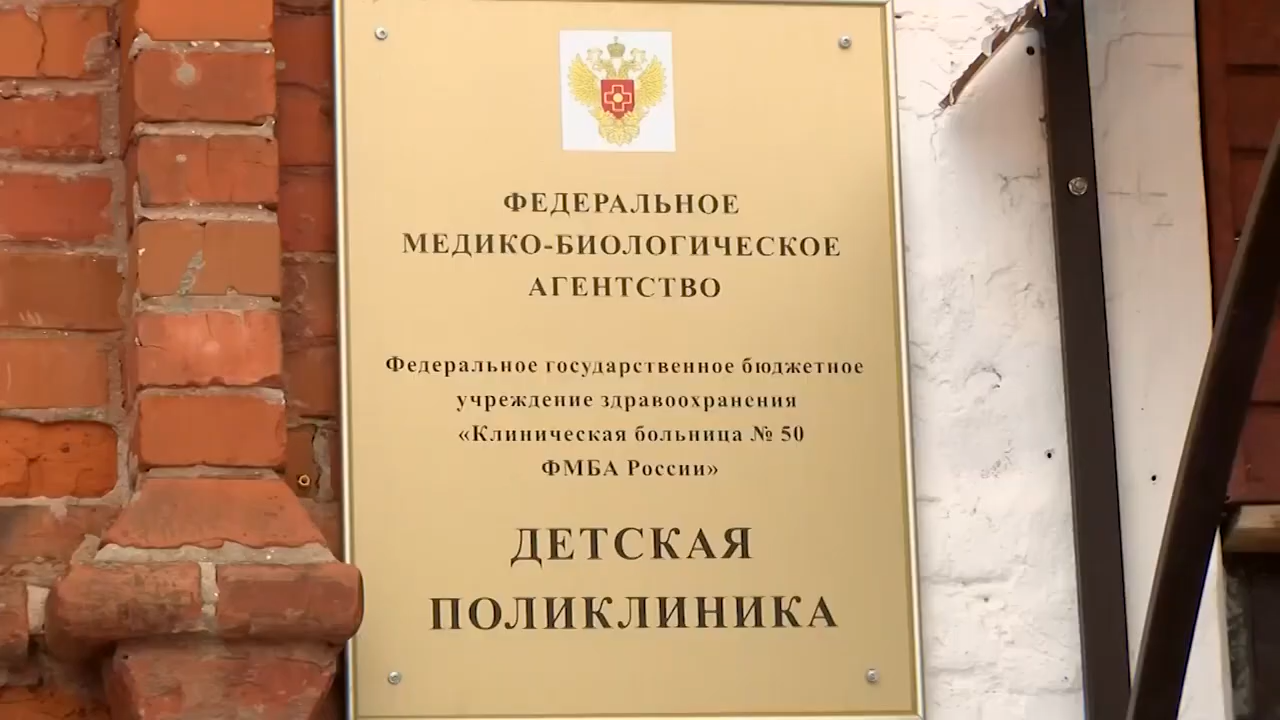 ФЕДЕРАЛЬНОЕ
МЕДИКО-БИОЛОГИЧЕСКОЕ
АГЕНТСТВО
Федеральное государственное бюджетное
учреждение здравоохранения
«Клиническая больница № 50
ФМБА России»
ДЕТСКАЯ
ПОЛИКЛИНИКА